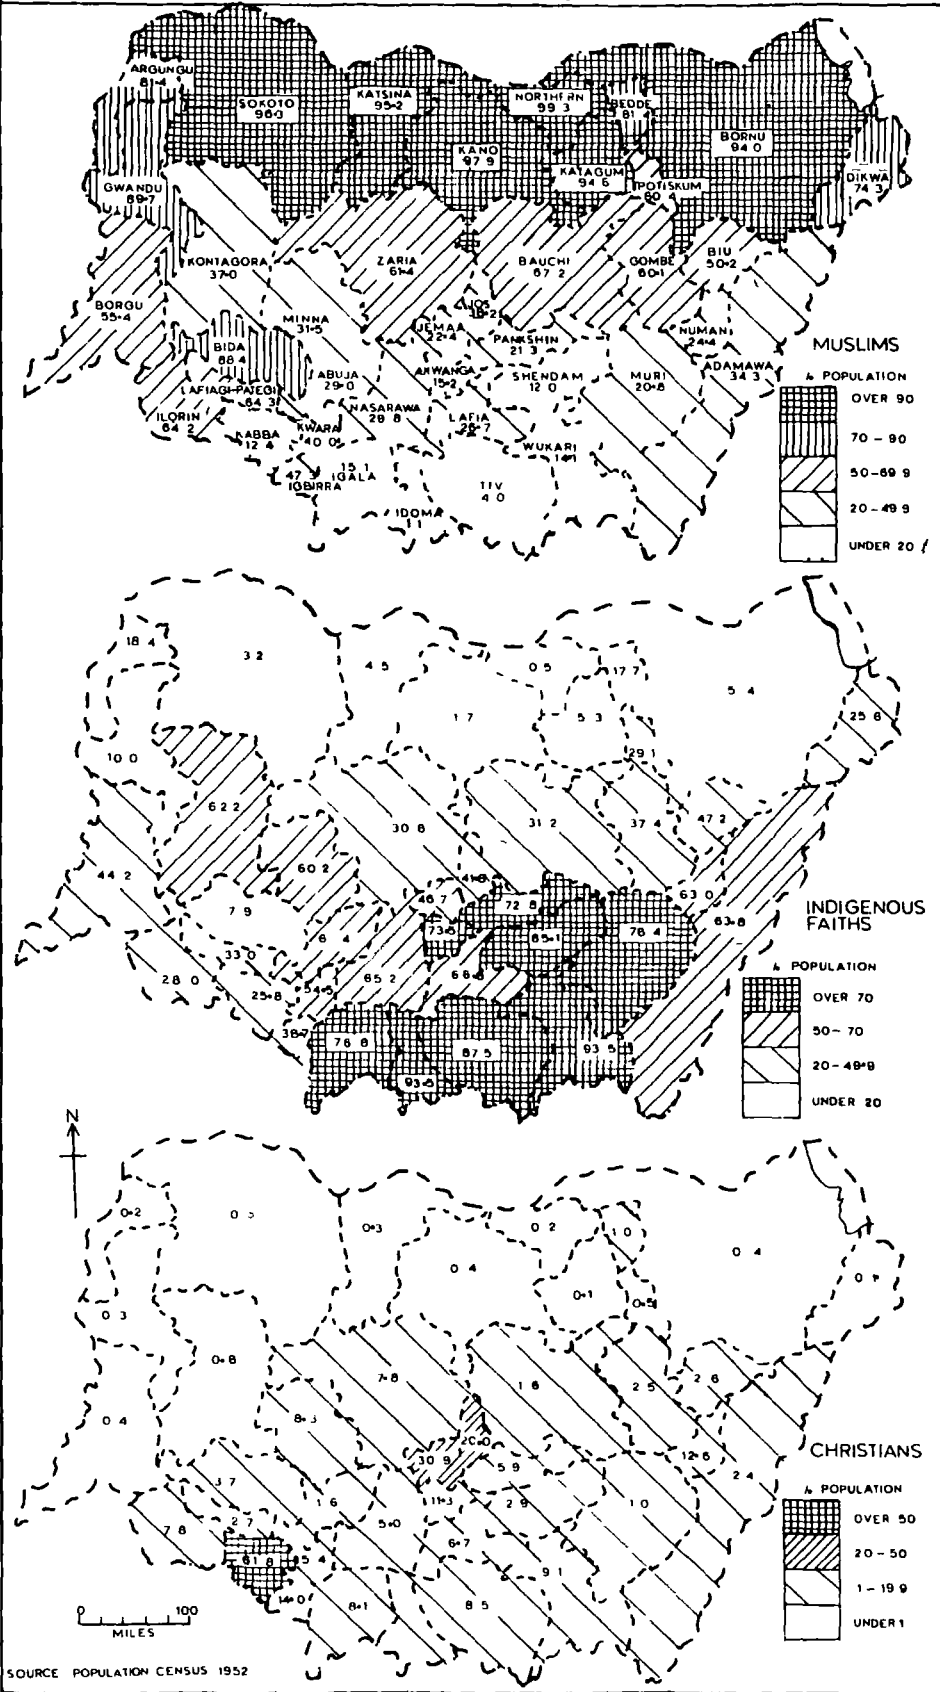 ARGUNGU
81·4
SOKOTO
96·3
KATSINA
95·2
NORTHERN
99 3
BEDDE
81
BORNU
94 0
KANO
97 9
KATAGUM
94 6
POTISKUM
DIKWA
74 3
GWANDU
89·7
KONTAGORA
37·0
ZARIA
61·4
BAUCHI
67 2
GOMBE
60·1
BIU
50·2
BORGU
55·4
MINNA
31·5
JOS
JEMAA
22·4
PANKSHIN
21 3
NUMAN
24·4
BIDA
88 4
ABUJA
29 0
AKWANGA
15·2
SHENDAM
12 0
MURI
20·8
ADAMAWA
34 3
LAFIAGI-PATEGI
64 3
ILORIN
64 2
KABBA
12 4
KWARA
40 0
NASARAWA
28 8
LAFIA
26·7
WUKARI
47 3
IGBIRRA
15·1
IGALA
TIV
4 0
IDOMA
MUSLIMS
% POPULATION
OVER 90
70 - 90
50-69 9
20-49 9
UNDER 20
18 4
3 2
4 5
0 5
17 7
5 4
1 7
5 3
25 8
29 1
10 0
62 2
30 8
31 2
37 4
47 2
44 2
60 2
46 7
72 8
63 0
63·8
7 9
73·8
85·1
78 4
33 0
28 0
25·8
54·5
65 2
38·7
76 8
87 5
93 5
INDIGENOUS
FAITHS
% POPULATION
OVER 70
50 - 70
20-49·9
UNDER 20
N
0·2
0·3
0 2
1 0
0 4
0 4
0·1
0·5
0 3
0·8
7·8
1 6
2 5
2 6
0 4
8·3
20·0
30 9
5 9
12·6
2 4
3 7
1 6
11·3
2 9
1 0
7 8
2 7
5·0
6·7
61 8
9 1
14·0
8·1
8 5
CHRISTIANS
% POPULATION
OVER 50
20-50
1-19 9
UNDER 1
0 100
MILES
SOURCE POPULATION CENSUS 1952